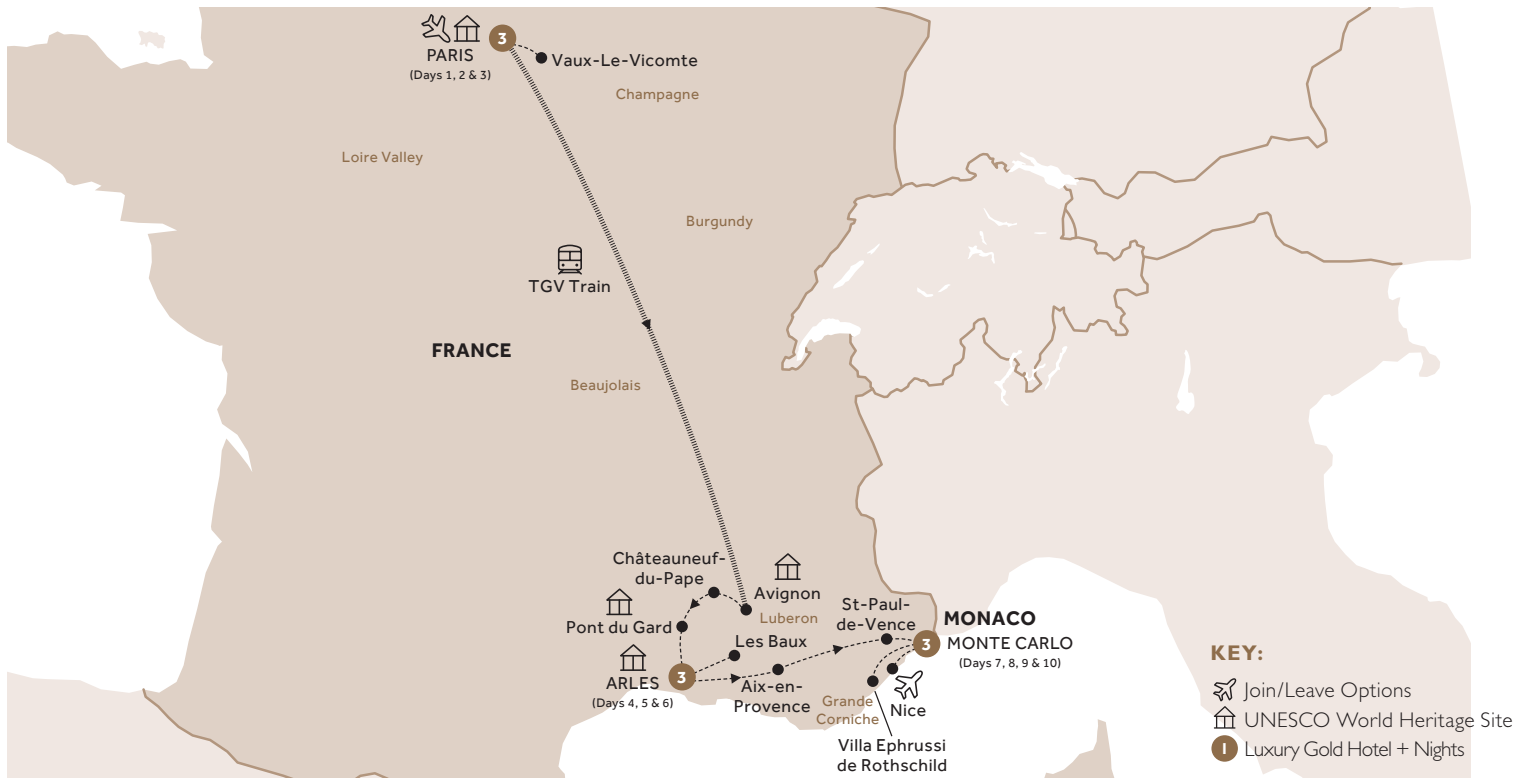 3
PARIS
(Days 1, 2 & 3)
Vaux-Le-Vicomte
Champagne
Loire Valley
Burgundy
TGV Train
FRANCE
Beaujolais
Châteauneuf-
du-Pape
Avignon
Luberon
Pont du Gard
Les Baux
St-Paul-
de-Vence
MONACO
3
MONTE CARLO
(Days 7, 8, 9 & 10)
3
ARLES
(Days 4, 5 & 6)
Aix-en-
Provence
Grande
Corniche
Nice
Villa Ephrussi
de Rothschild
KEY:
Join/Leave Options
UNESCO World Heritage Site
1 Luxury Gold Hotel + Nights